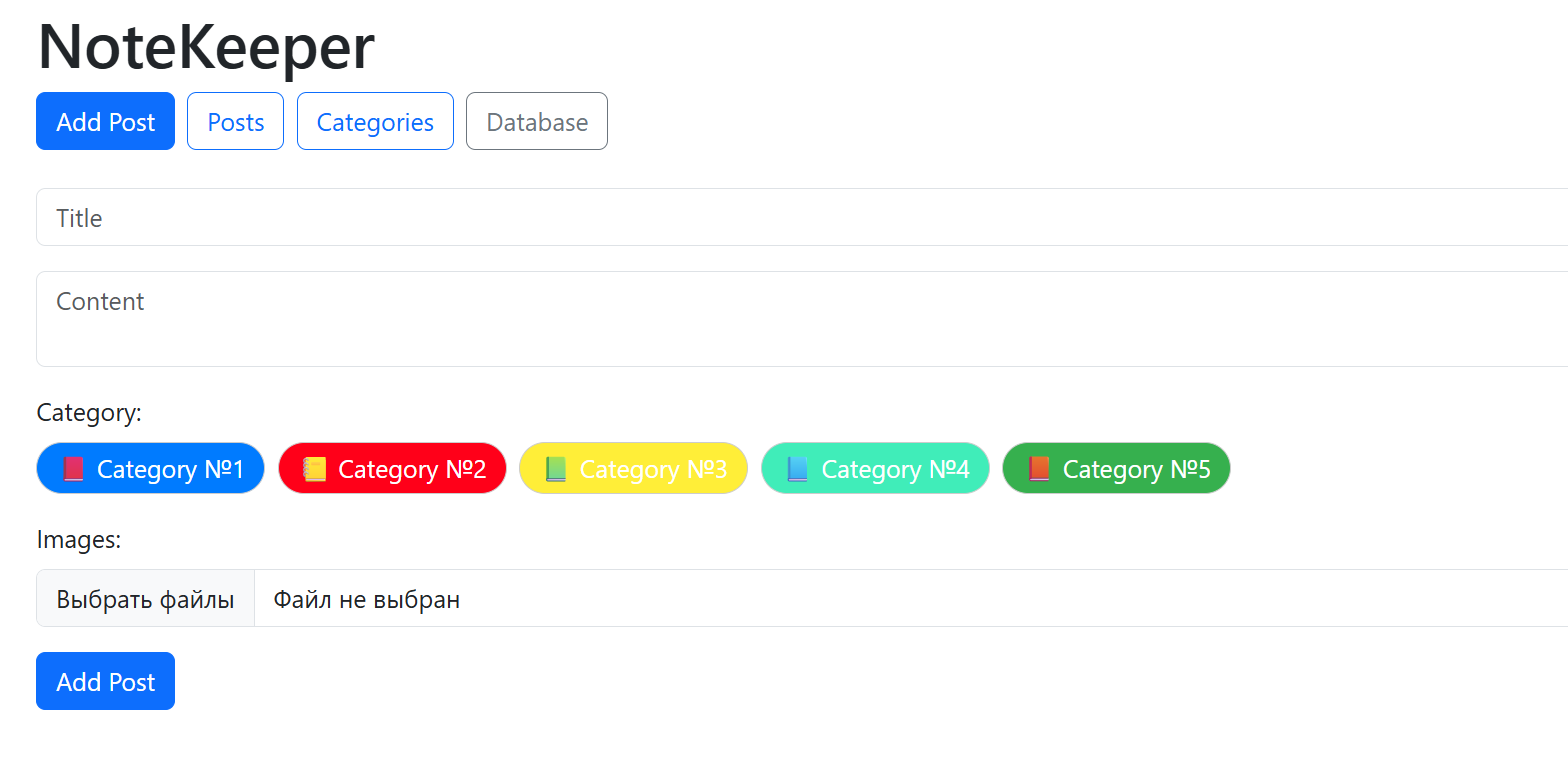 NoteKeeper
Add Post Posts Categories Database
Title
Content
Category:
Category №1 Category №2 Category №3 Category №4 Category №5
Images:
Выбрать файлы Файл не выбран
Add Post